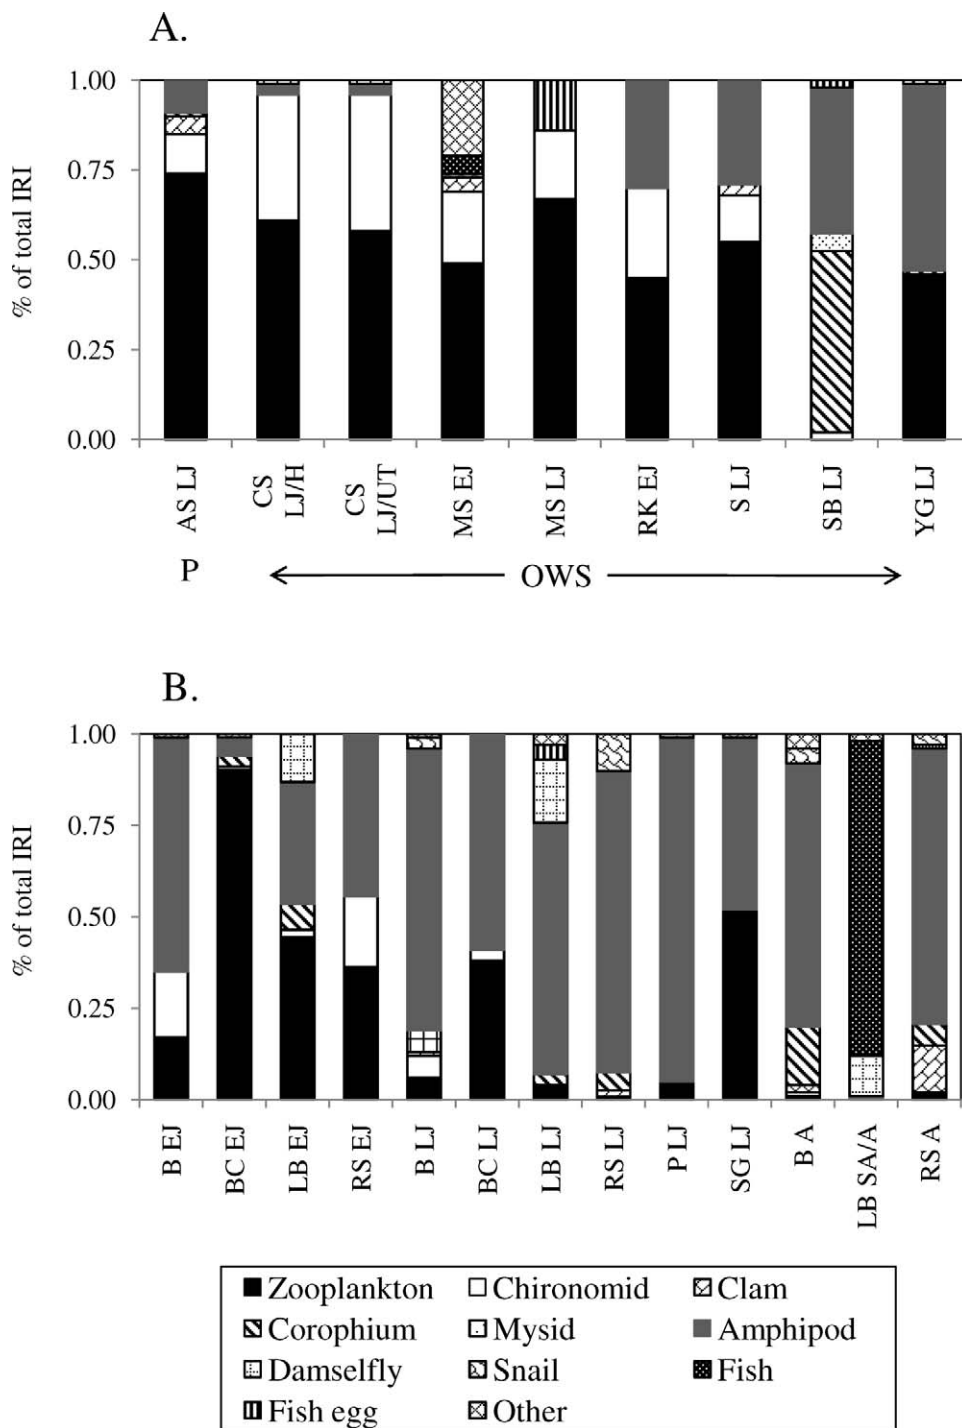 A.
% of total IRI
1.00
0.75
0.50
0.25
0.00
AS LJ
CS
LJ/H
CS
LJ/UT
MS EJ
MS LJ
RK EJ
S LJ
SB LJ
YG LJ
P
OWS
B.
% of total IRI
1.00
0.75
0.50
0.25
0.00
B EJ
BC EJ
LB EJ
RS EJ
B LJ
BC LJ
LB LJ
RS LJ
P LJ
SG LJ
B A
LB SA/A
RS A
Zooplankton Chironomid Clam
Corophium Mysid Amphipod
Damselfly Snail Fish
Fish egg Other